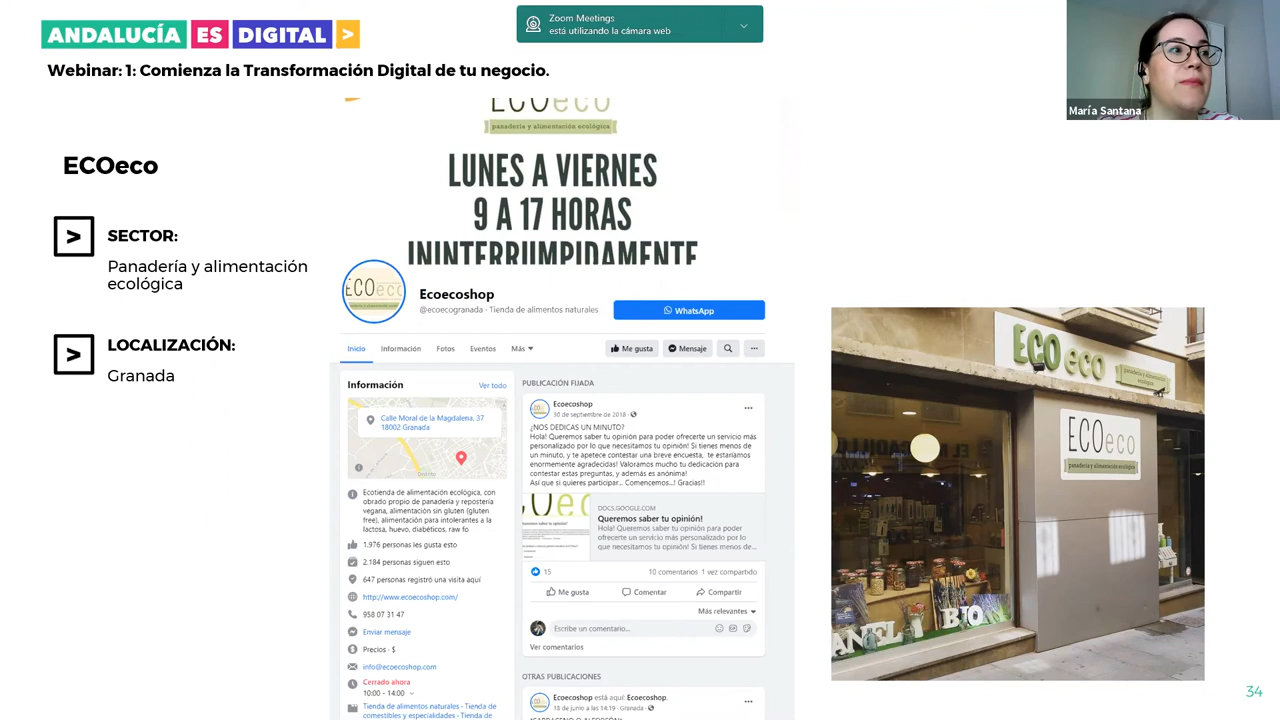 ANDALUCÍA ES DIGITAL >
Zoom Meetings
está utilizando la cámara web
Webinar: 1: Comienza la Transformación Digital de tu negocio.
María Santana
ECOeco
> SECTOR:
Panadería y alimentación
ecológica
> LOCALIZACIÓN:
Granada
ECOeco
panadería y alimentación ecológica
LUNES A VIERNES
9 A 17 HORAS
ININTERRUMPIDAMENTE
ECOeco
Ecoecoshop
@ecoecogranada · Tienda de alimentos naturales
WhatsApp
Inicio Información Fotos Eventos Más
Me gusta Mensaje
Información Ver todo
Calle Moral de la Magdalena, 37
18002 Granada
Ecotienda de alimentación ecológica, con
obrado propio de panadería y repostería
vegana, alimentación sin gluten (gluten
free), alimentación para intolerantes a la
lactosa, huevo, diabéticos, raw fo
1.976 personas les gusta esto
2.184 personas siguen esto
647 personas registró una visita aquí
http://www.ecoecoshop.com/
958 07 31 47
Enviar mensaje
Precios · $
info@ecoecoshop.com
Cerrado ahora
10:00 - 14:00
Tienda de alimentos naturales · Tienda de
comestibles y especialidades · Tienda de
PUBLICACIÓN FIJADA
Ecoecoshop
30 de septiembre de 2018 ·
¿NOS DEDICAS UN MINUTO?
Hola! Queremos saber tu opinión para poder ofrecerte un servicio más
personalizado por lo que necesitamos tu opinión! Si tienes menos de
un minuto, y te apetece contestar una breve encuesta, te estaríamos
enormemente agradecidas! Valoramos mucho tu dedicación para
contestar estas preguntas, y además es anónima!
Así que si quieres participar... Comencemos...! Gracias!!
DOCS.GOOGLE.COM
Queremos saber tu opinión!
Hola! Queremos saber tu opinión para poder
ofrecerte un servicio más personalizado por lo
que necesitamos tu opinión! Si tienes menos de...
15 10 comentarios 1 vez compartido
Me gusta Comentar Compartir
Más relevantes
Escribe un comentario...
Ver comentarios
OTRAS PUBLICACIONES
Ecoecoshop está aquí: Ecoecoshop.
18 de junio a las 14:19 · Granada ·
ECO eco
panadería y alimentación
ecológica
ECOeco
panadería y alimentación ecológica
BIO
34